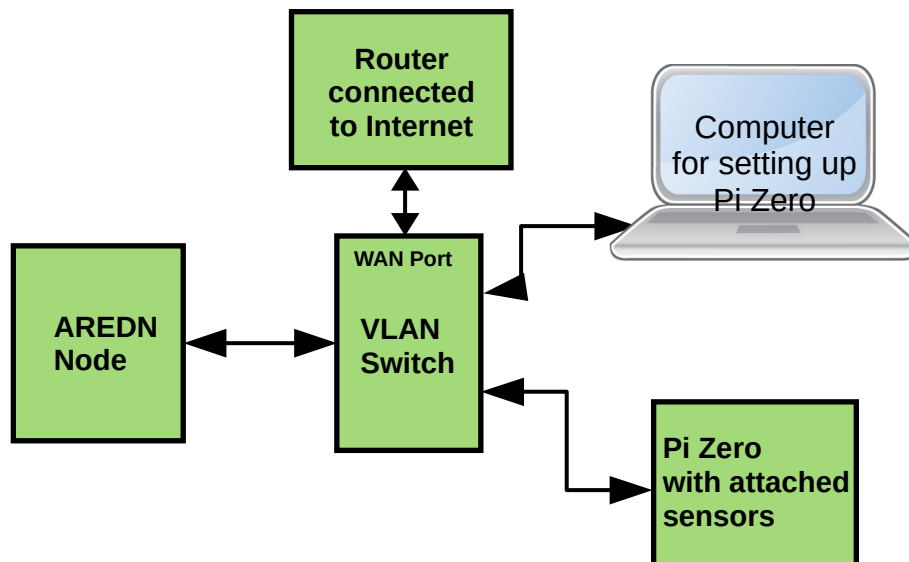 Router
connected
to Internet
Computer
for setting up
Pi Zero
WAN Port
VLAN
Switch
AREDN
Node
Pi Zero
with attached
sensors